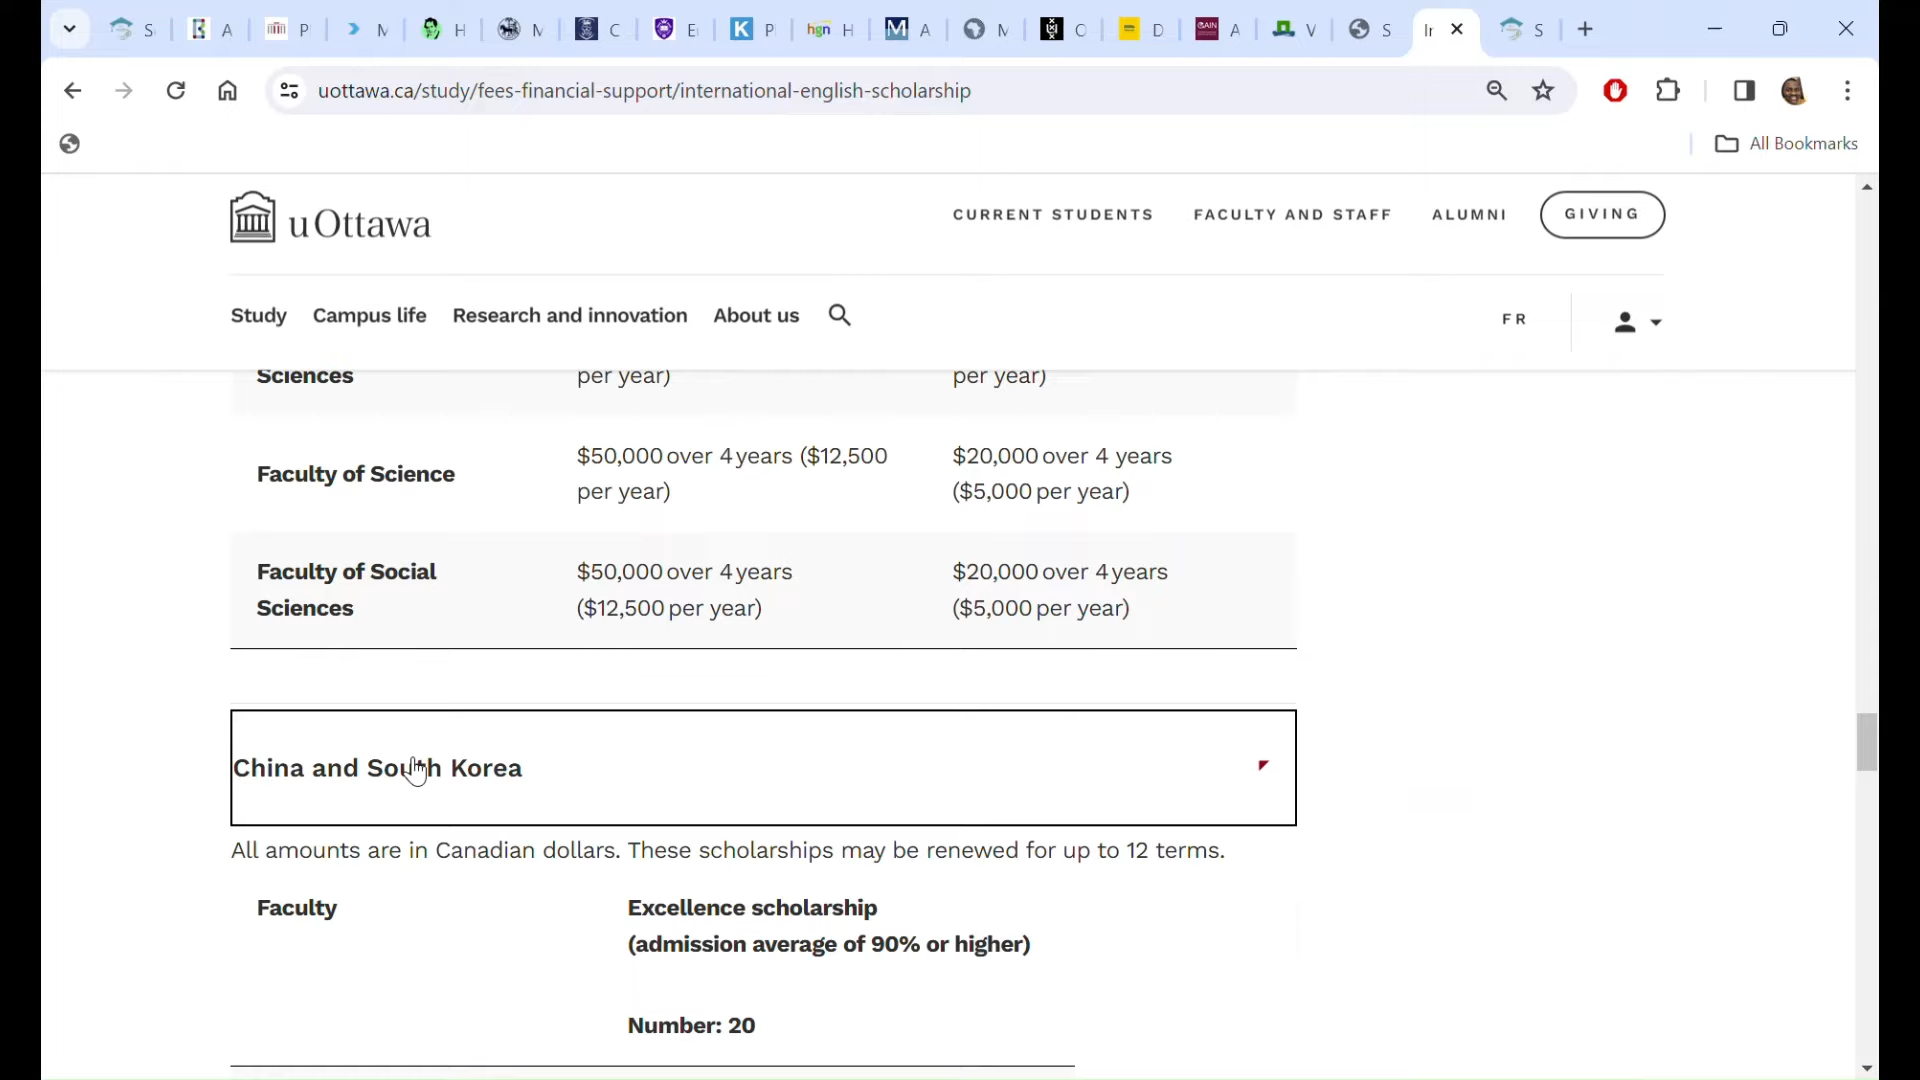 S
A
P
M
H
M
C
E
P
hgn H
A
M
C
D
GAIN A
V
S
Ir
S
uottawa.ca/study/fees-financial-support/international-english-scholarship
All Bookmarks
uOttawa
CURRENT STUDENTS
FACULTY AND STAFF
ALUMNI
GIVING
Study
Campus life
Research and innovation
About us
FR
Sciences
per year)
per year)
Faculty of Science
$50,000 over 4 years ($12,500
per year)
$20,000 over 4 years
($5,000 per year)
Faculty of Social
Sciences
$50,000 over 4 years
($12,500 per year)
$20,000 over 4 years
($5,000 per year)
China and South Korea
All amounts are in Canadian dollars. These scholarships may be renewed for up to 12 terms.
Faculty
Excellence scholarship
(admission average of 90% or higher)
Number: 20